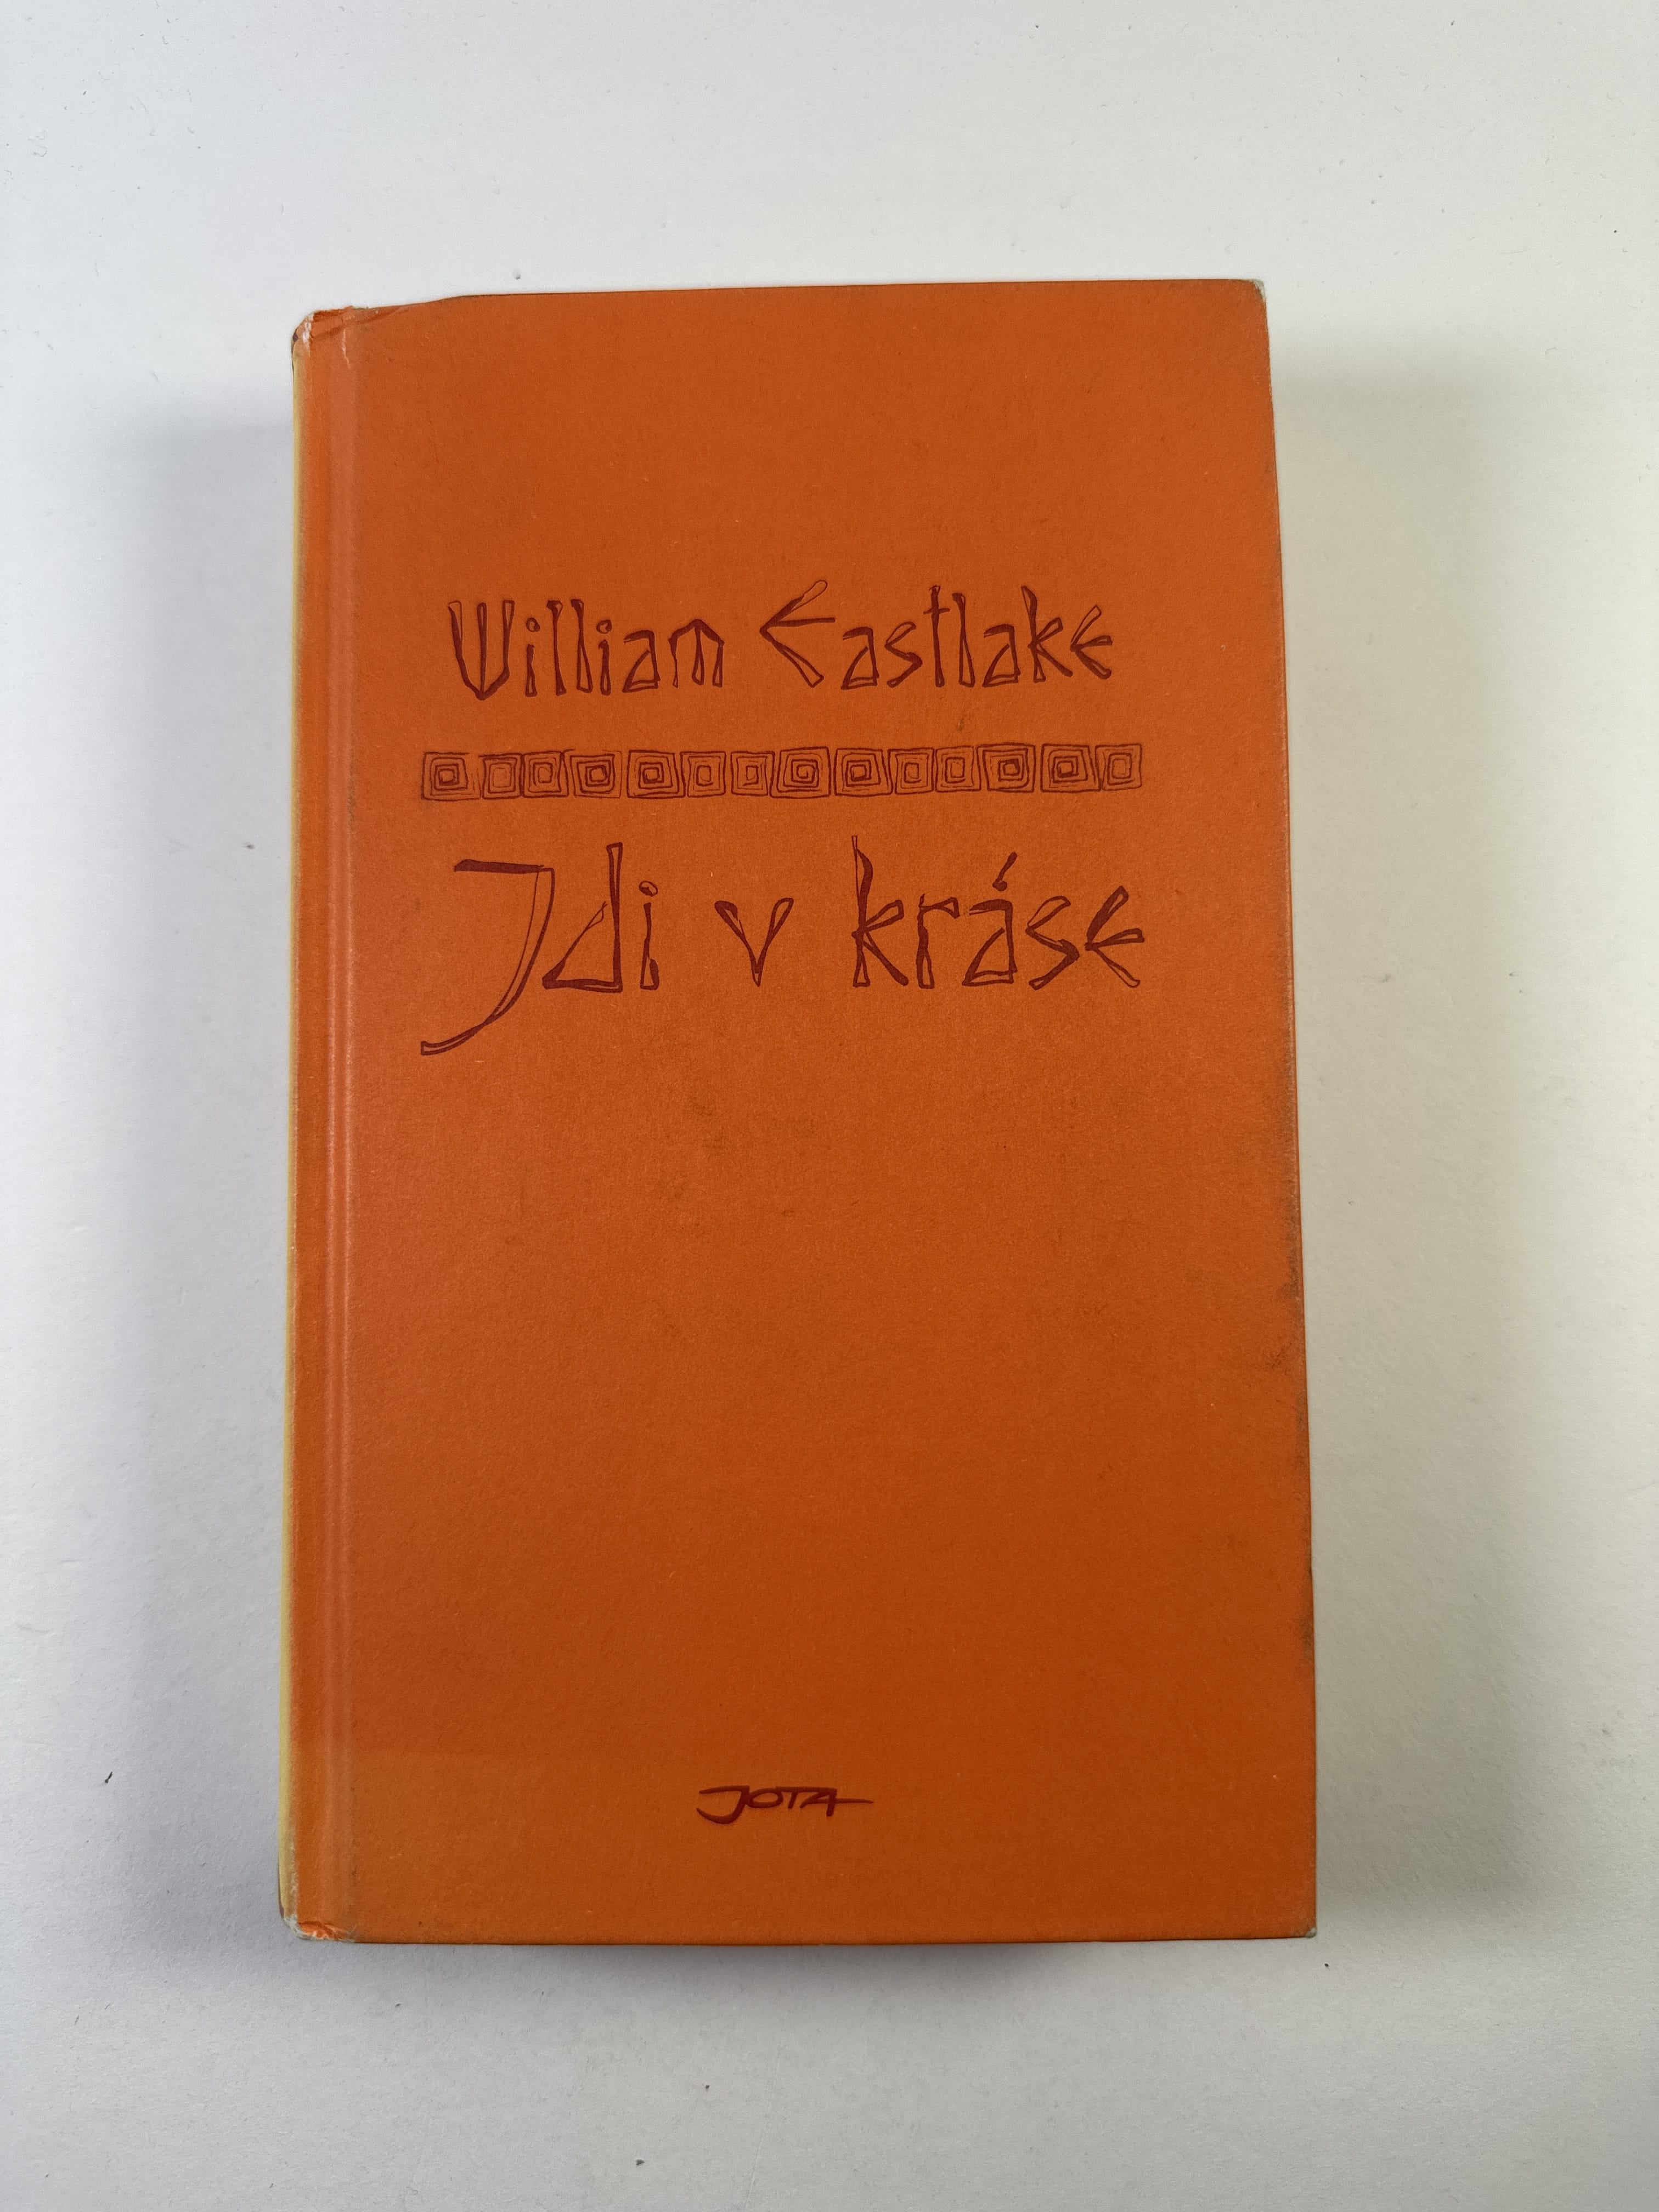 William Eastlake
Jdi v kráse
JOTA